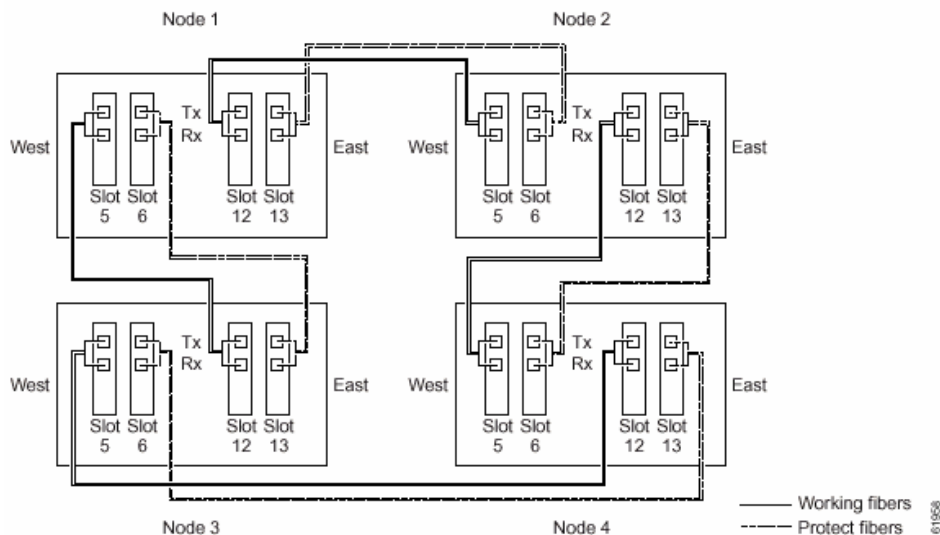 Node 1
Node 2
Tx
Rx
Tx
Rx
West
East
West
East
Slot 5
Slot 6
Slot 12
Slot 13
Slot 5
Slot 6
Slot 12
Slot 13
Tx
Rx
Tx
Rx
West
East
West
East
Slot 5
Slot 6
Slot 12
Slot 13
Slot 5
Slot 6
Slot 12
Slot 13
Node 3
Node 4
Working fibers
Protect fibers
61958